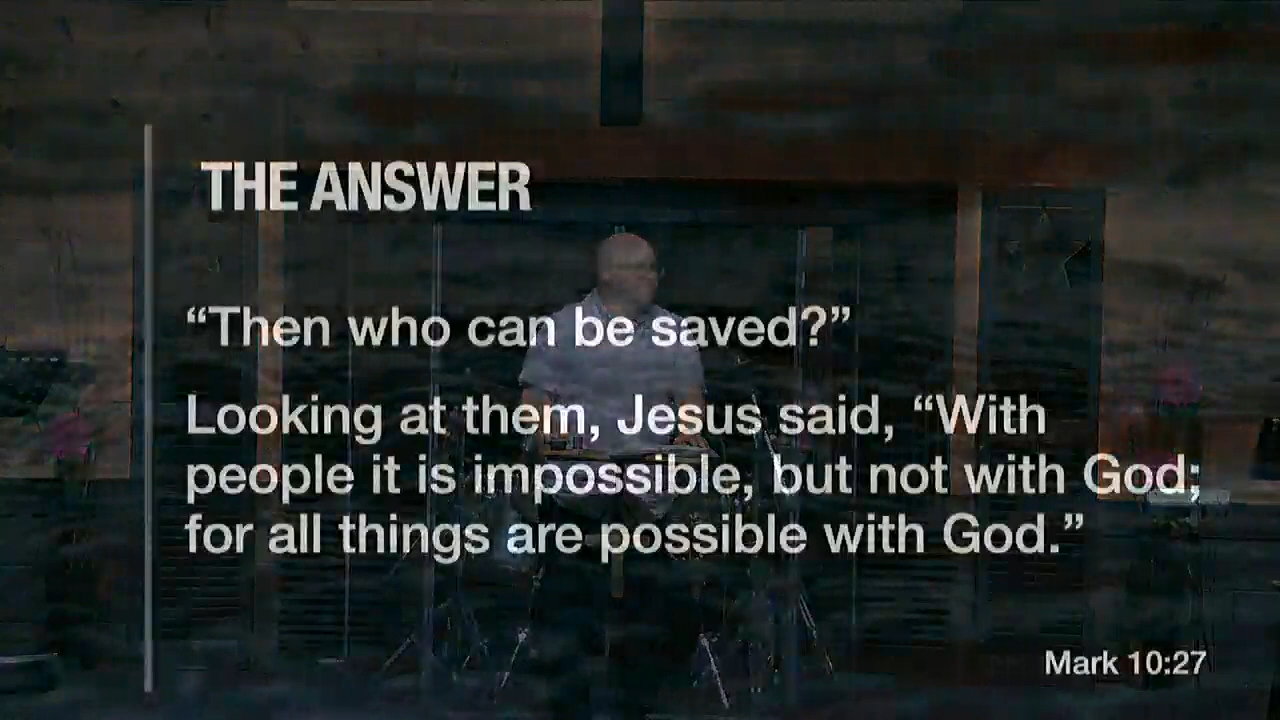 THE ANSWER
“Then who can be saved?”
Looking at them, Jesus said, “With
people it is impossible, but not with God;
for all things are possible with God.”
Mark 10:27